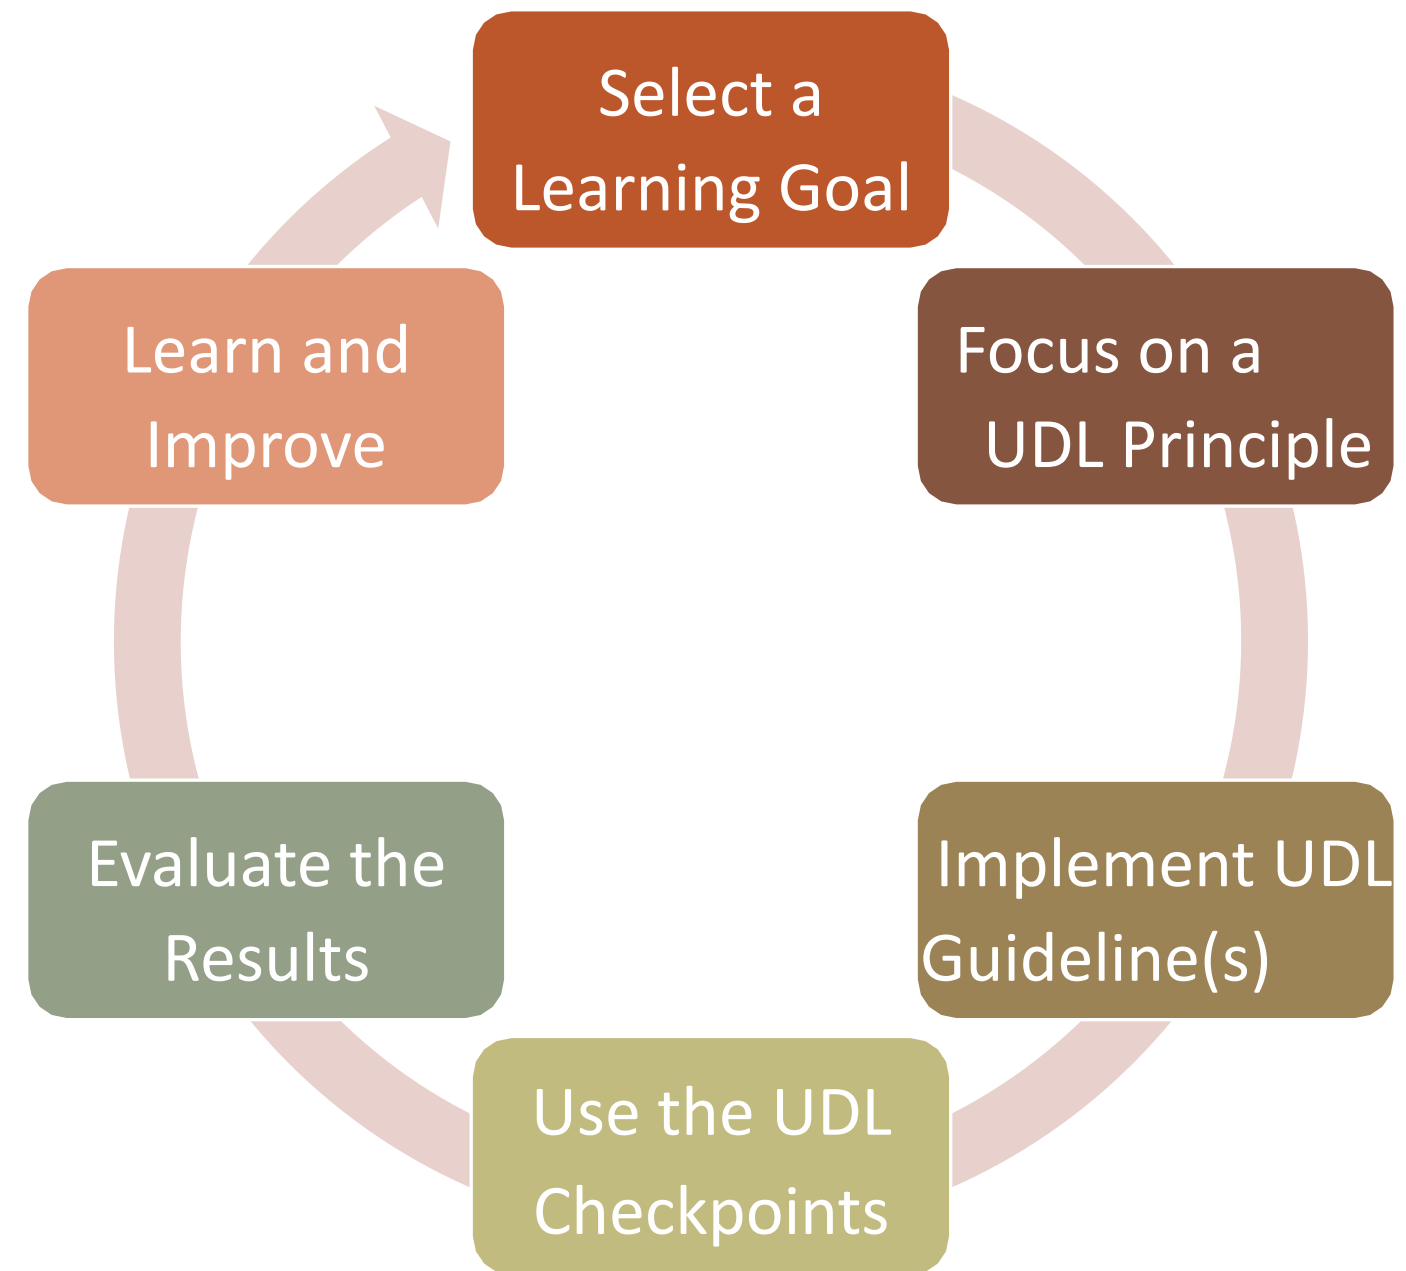 Select a
Learning Goal
Focus on a
UDL Principle
Implement UDL
Guideline(s)
Use the UDL
Checkpoints
Evaluate the
Results
Learn and
Improve